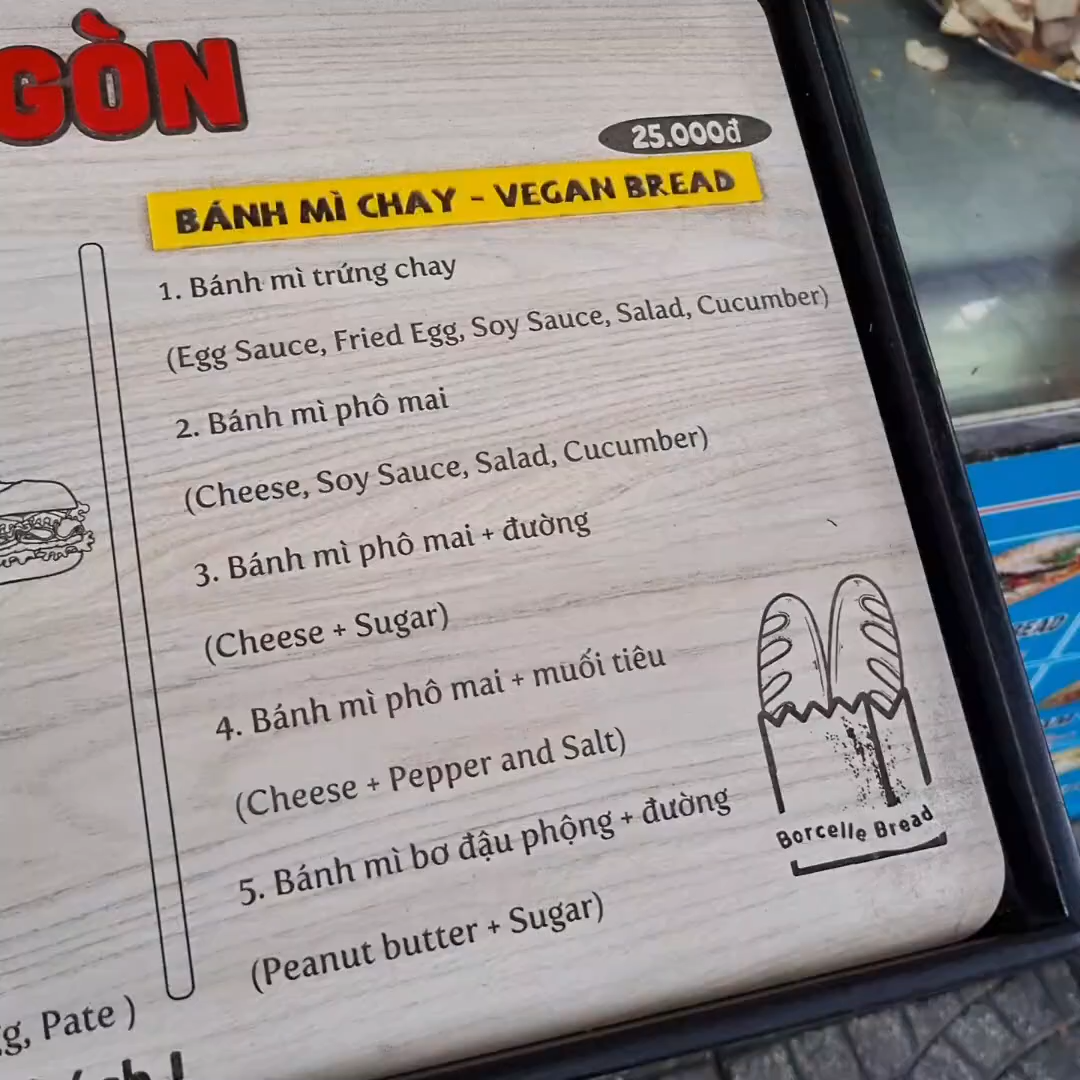 GÒN
25.000đ
BÁNH MÌ CHAY - VEGAN BREAD
1. Bánh mì trứng chay
(Egg Sauce, Fried Egg, Soy Sauce, Salad, Cucumber)
2. Bánh mì phô mai
(Cheese, Soy Sauce, Salad, Cucumber)
3. Bánh mì phô mai + đường
(Cheese + Sugar)
4. Bánh mì phô mai + muối tiêu
(Cheese + Pepper and Salt)
5. Bánh mì bơ đậu phộng + đường
(Peanut butter + Sugar)
Borcelle Bread
g, Pate )